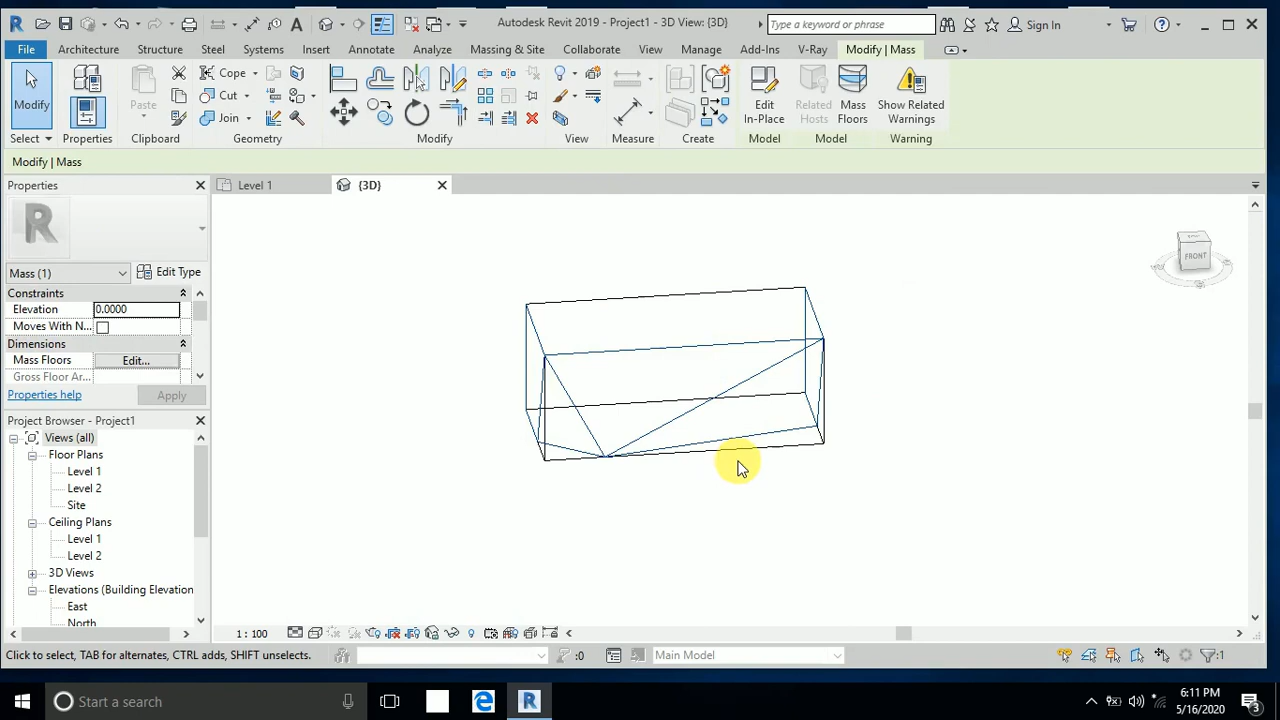 Autodesk Revit 2019 - Project1 - 3D View: {3D}
Type a keyword or phrase
Sign In
File Architecture Structure Steel Systems Insert Annotate Analyze Massing & Site Collaborate View Manage Add-Ins V-Ray Modify | Mass
Modify
Select
Properties
Paste
Clipboard
Cope
Cut
Join
Geometry
Modify
View
Measure
Create
Edit In-Place
Model
Related Hosts
Mass Floors
Model
Show Related Warnings
Warning
Modify | Mass
Properties
Level 1
{3D}
Mass (1)
Edit Type
Constraints
Elevation 0.0000
Moves With N...
Dimensions
Mass Floors Edit...
Gross Floor Ar...
Properties help
Apply
Project Browser - Project1
Views (all)
Floor Plans
Level 1
Level 2
Site
Ceiling Plans
Level 1
Level 2
3D Views
Elevations (Building Elevation
East
North
FRONT
1 : 100
Click to select, TAB for alternates, CTRL adds, SHIFT unselects.
:0
Main Model
:1
Type here to search
6:11 PM
5/16/2020
3